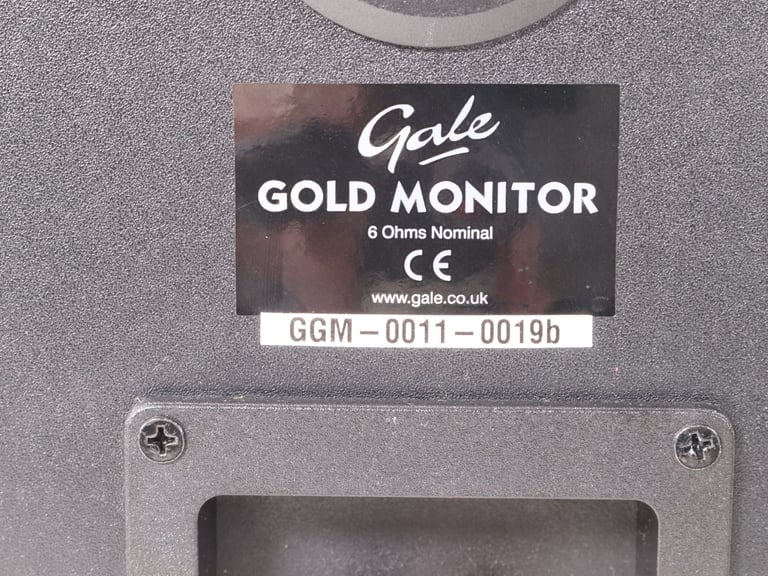 Gale
GOLD MONITOR
6 Ohms Nominal
CE
www.gale.co.uk
GGM-0011-0019b